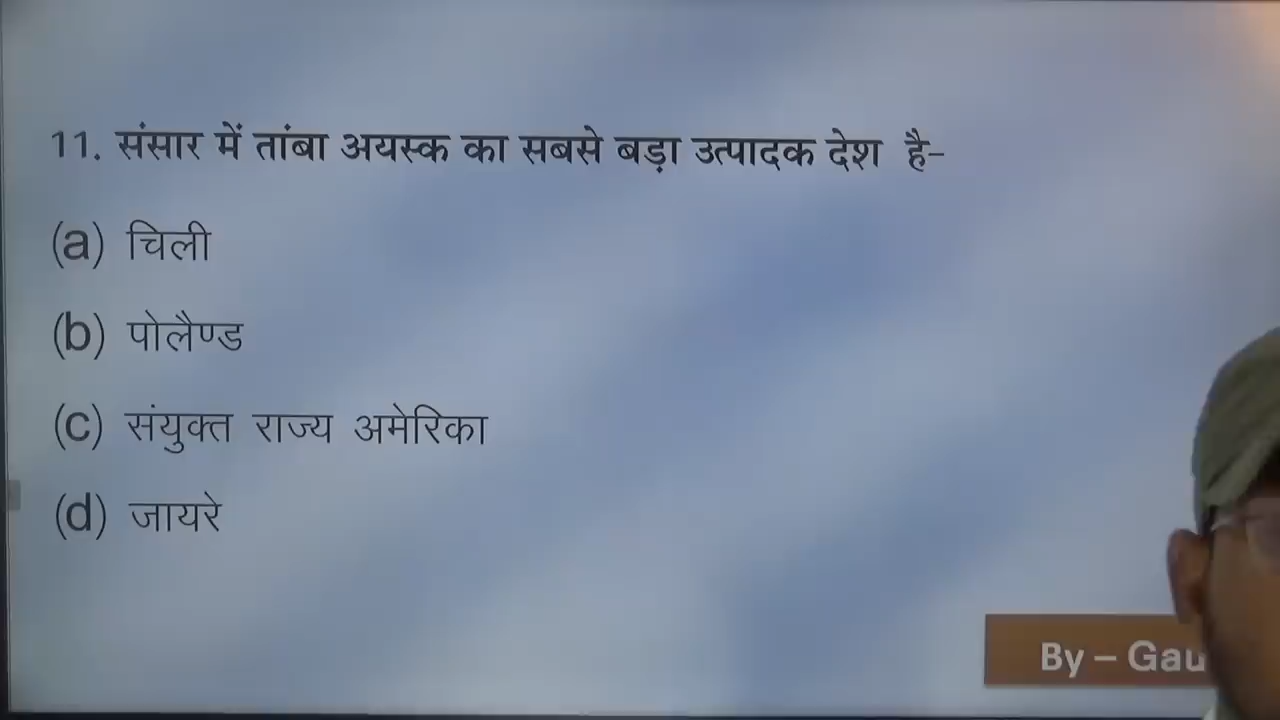 11. संसार में तांबा अयस्क का सबसे बड़ा उत्पादक देश है-
(a) चिली
(b) पोलैण्ड
(c) संयुक्त राज्य अमेरिका
(d) जायरे
By – Gau